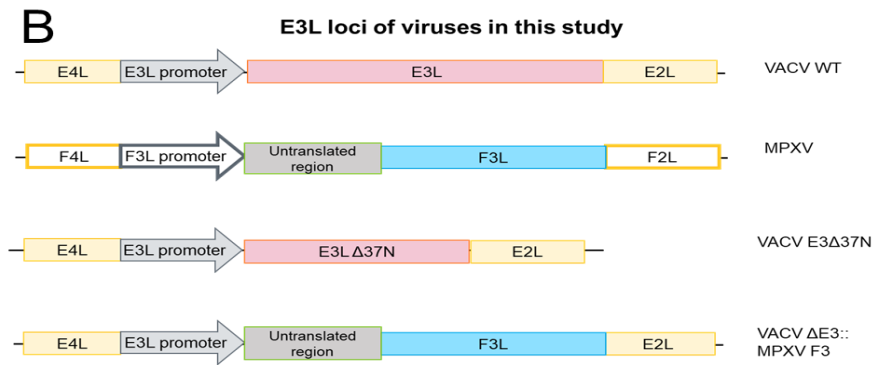 B
E3L loci of viruses in this study
E4L E3L promoter E3L E2L VACV WT
F4L F3L promoter Untranslated region F3L F2L MPXV
E4L E3L promoter E3L Δ37N E2L VACV E3Δ37N
E4L E3L promoter Untranslated region F3L E2L VACV ΔE3::
MPXV F3